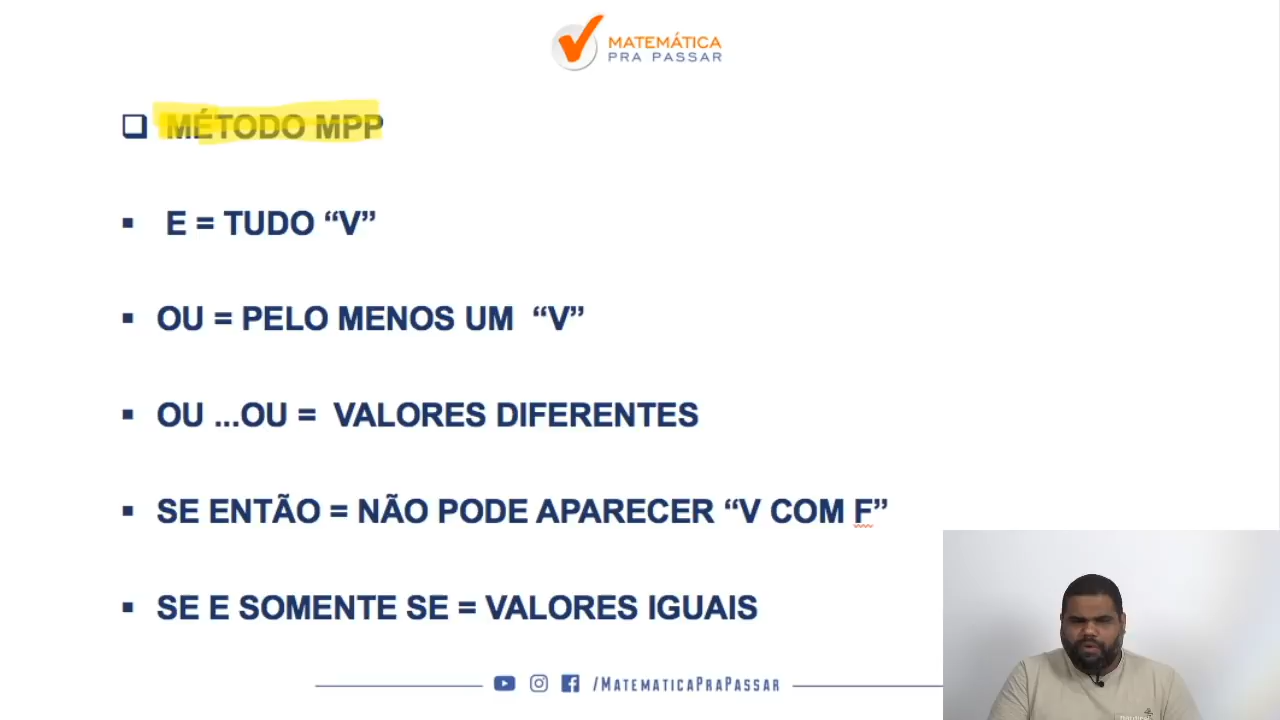 MATEMÁTICA
PRA PASSAR
MÉTODO MPP
E = TUDO “V”
OU = PELO MENOS UM “V”
OU ...OU = VALORES DIFERENTES
SE ENTÃO = NÃO PODE APARECER “V COM F”
SE E SOMENTE SE = VALORES IGUAIS
/MATEMATICAPRAPASSAR